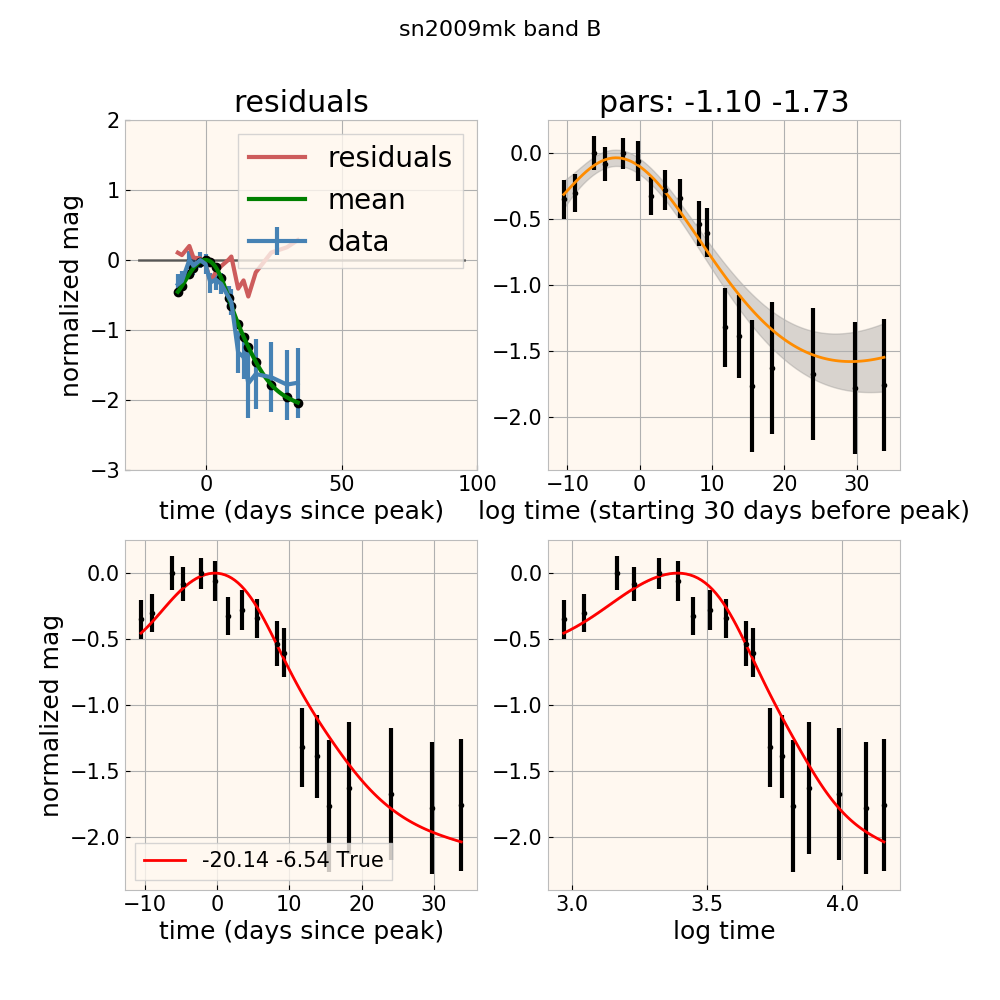 sn2009mk band B
residuals
pars: -1.10 -1.73
normalized mag
2
1
0
−1
−2
−3
residuals
mean
data
0
50
100
time (days since peak)
0.0
−0.5
−1.0
−1.5
−2.0
−10
0
10
20
30
log time (starting 30 days before peak)
normalized mag
0.0
−0.5
−1.0
−1.5
−2.0
-20.14 -6.54 True
−10
0
10
20
30
time (days since peak)
0.0
−0.5
−1.0
−1.5
−2.0
3.0
3.5
4.0
log time